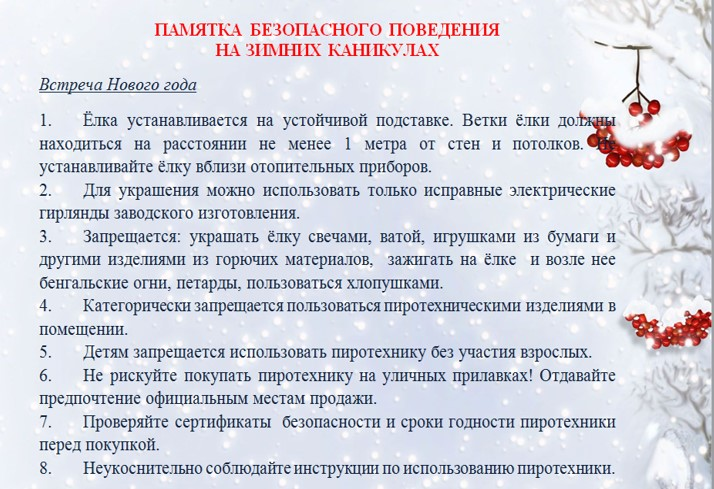 ПАМЯТКА БЕЗОПАСНОГО ПОВЕДЕНИЯ
НА ЗИМНИХ КАНИКУЛАХ
Встреча Нового года
1. Ёлка устанавливается на устойчивой подставке. Ветки ёлки должны
находиться на расстоянии не менее 1 метра от стен и потолков. Не
устанавливайте ёлку вблизи отопительных приборов.
2. Для украшения можно использовать только исправные электрические
гирлянды заводского изготовления.
3. Запрещается: украшать ёлку свечами, ватой, игрушками из бумаги и
другими изделиями из горючих материалов, зажигать на ёлке и возле нее
бенгальские огни, петарды, пользоваться хлопушками.
4. Категорически запрещается пользоваться пиротехническими изделиями в
помещении.
5. Детям запрещается использовать пиротехнику без участия взрослых.
6. Не рискуйте покупать пиротехнику на уличных прилавках! Отдавайте
предпочтение официальным местам продажи.
7. Проверяйте сертификаты безопасности и сроки годности пиротехники
перед покупкой.
8. Неукоснительно соблюдайте инструкции по использованию пиротехники.